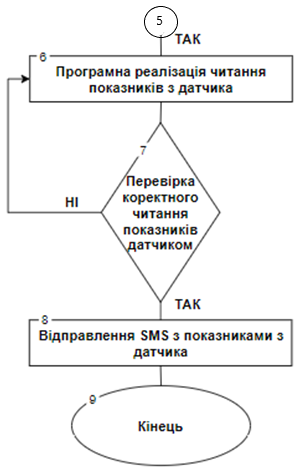 5
ТАК
6
Програмна реалізація читання
показників з датчика
7
Перевірка
коректного
читання
показників
датчиком
НІ
ТАК
8
Відправлення SMS з показниками з
датчика
9
Кінець